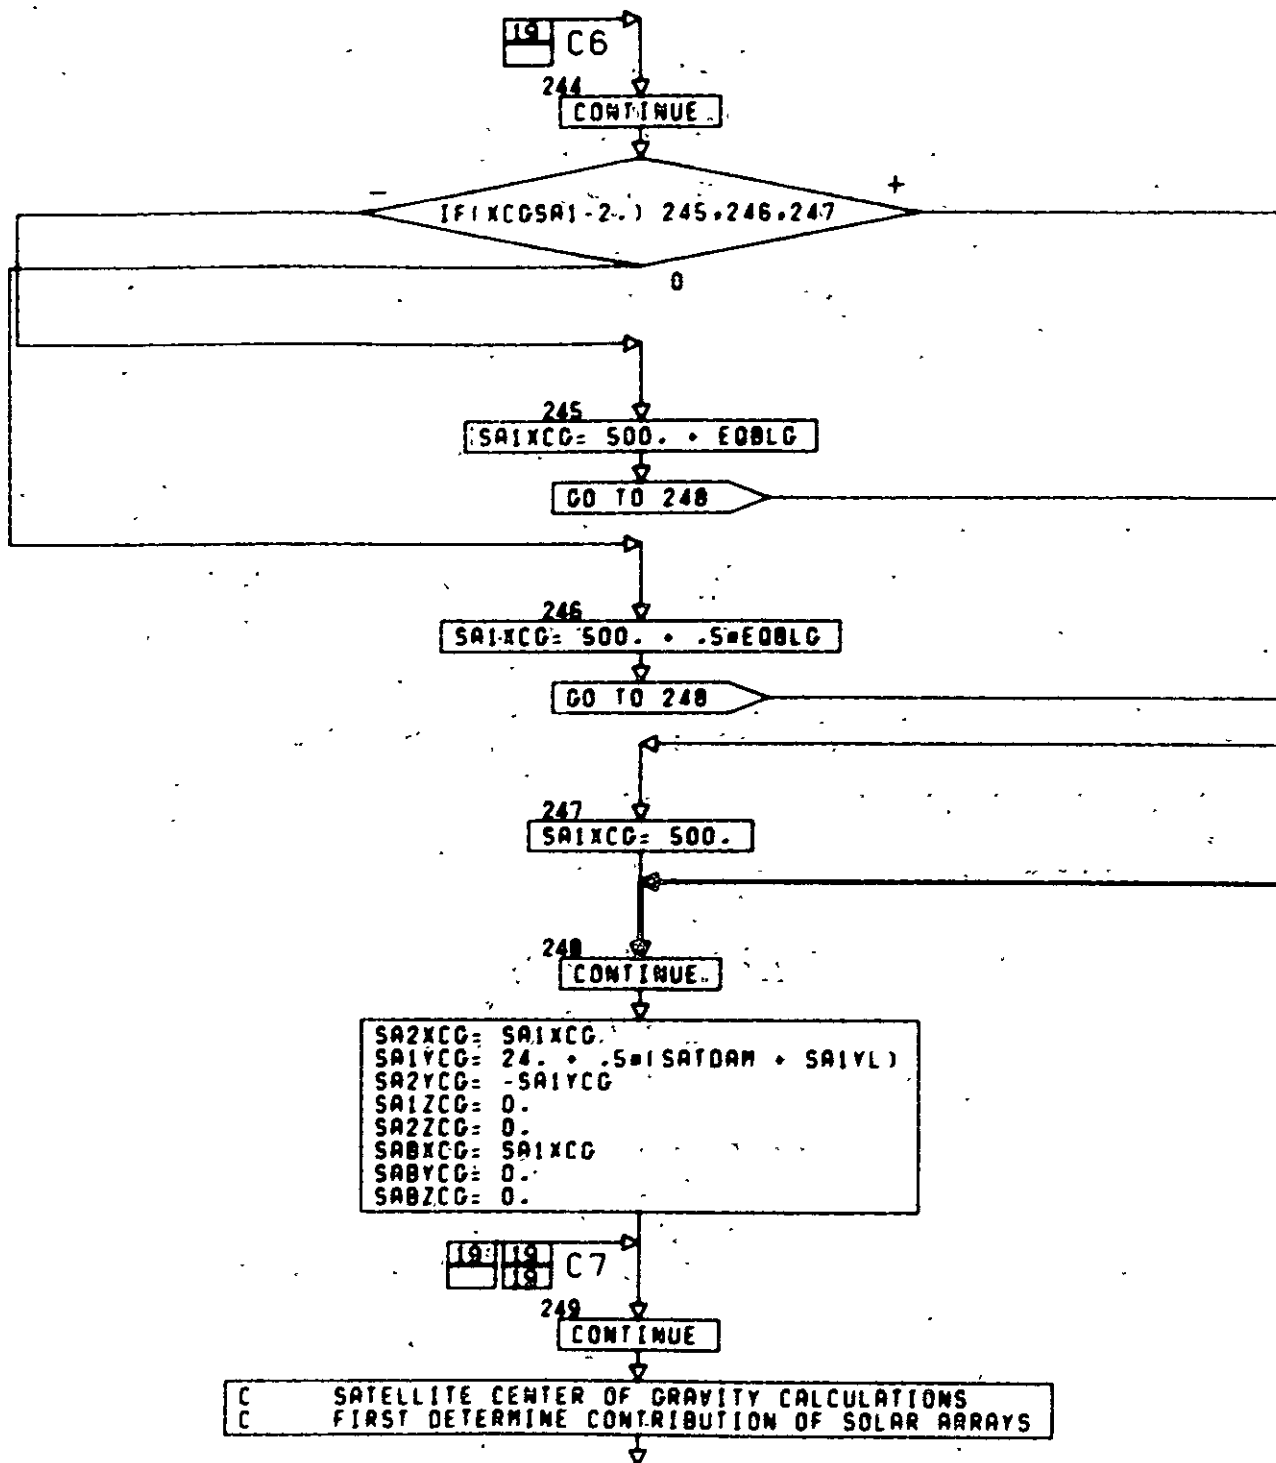 19 C6
244
CONTINUE
- +
IF(XCGSA1-2.) 245,246,247
0
245
SA1XCG= 500. + EQBLG
GO TO 248
246
SA1XCG= 500. + .5*EQBLG
GO TO 248
247
SA1XCG= 500.
248
CONTINUE
SA2XCG= SA1XCG
SA1YCG= 24. + .5*(SATDAM + SA1YL)
SA2YCG= -SA1YCG
SA1ZCG= 0.
SA2ZCG= 0.
SABXCG= SA1XCG
SABYCG= 0.
SABZCG= 0.
19 19 C7
19
249
CONTINUE
C SATELLITE CENTER OF GRAVITY CALCULATIONS
C FIRST DETERMINE CONTRIBUTION OF SOLAR ARRAYS